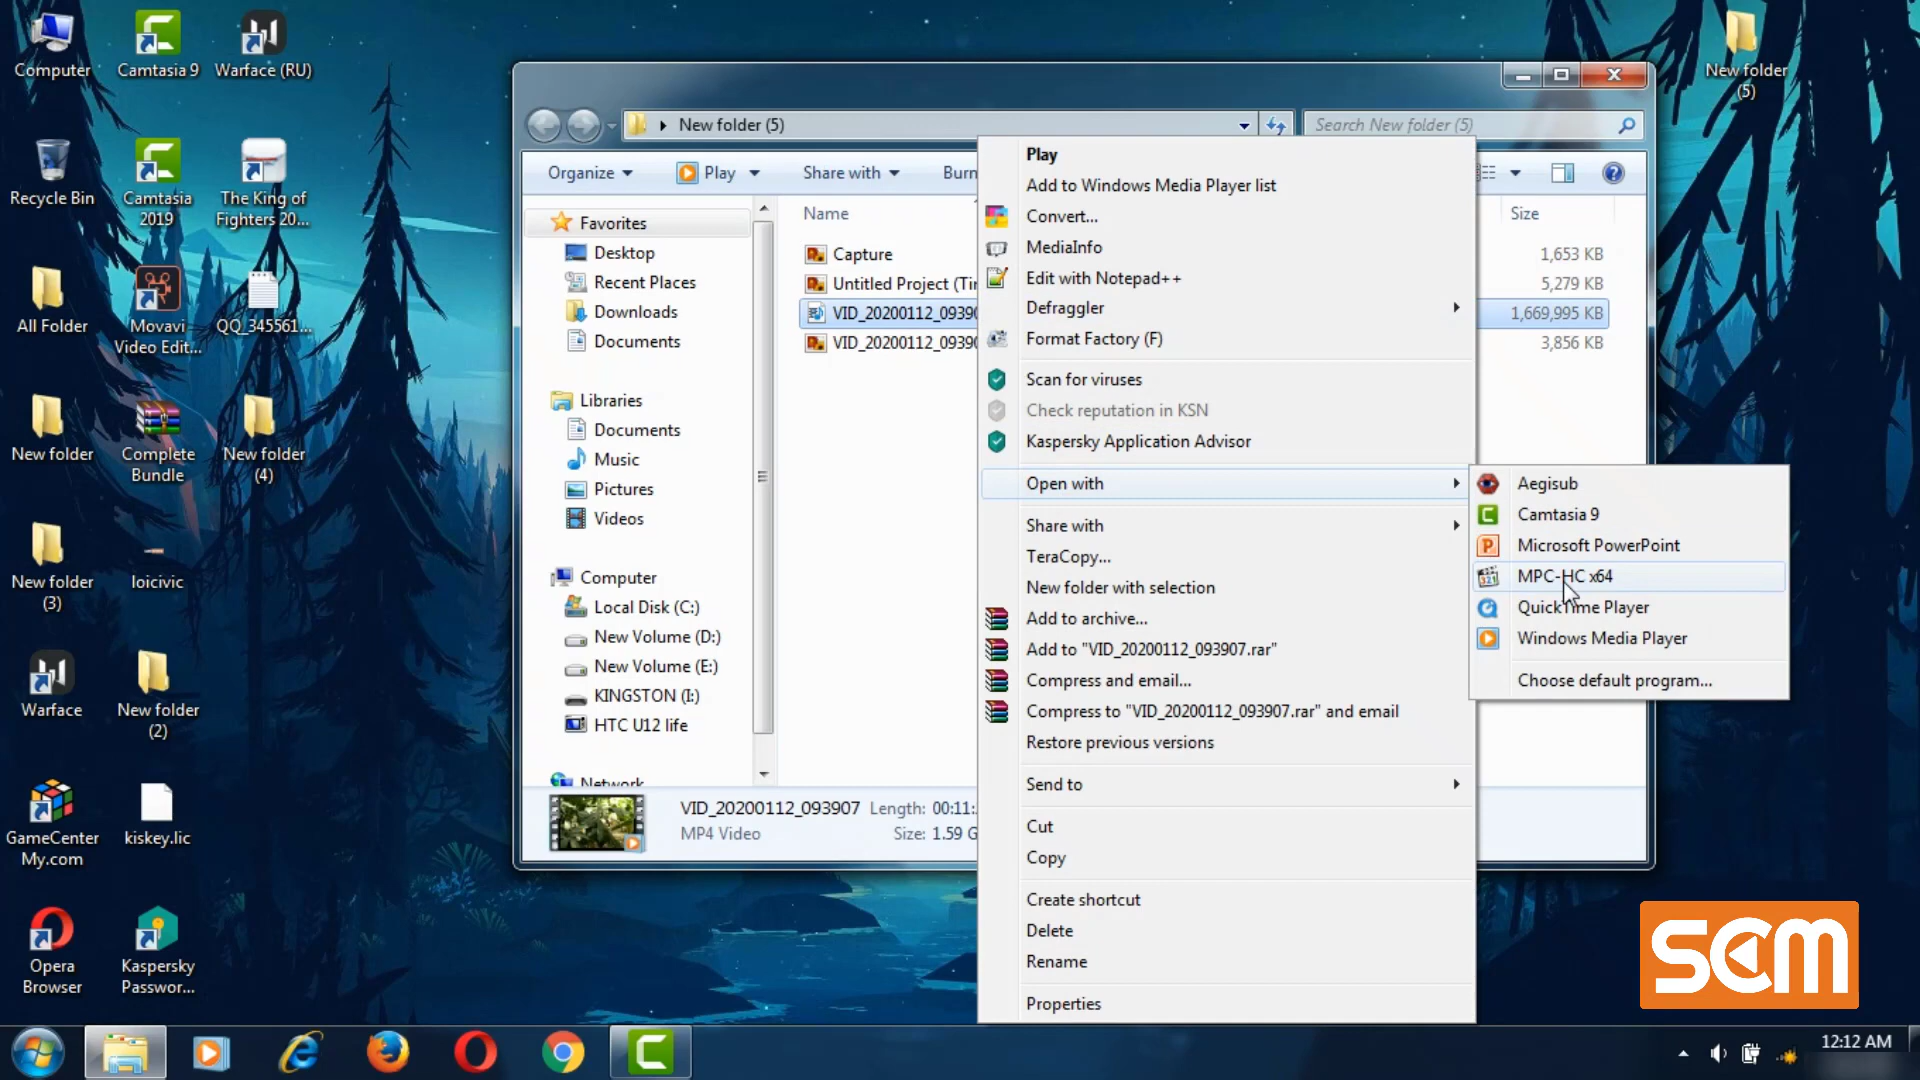 Computer
Camtasia 9
Warface (RU)
Recycle Bin
Camtasia
2019
The King of
Fighters 20...
All Folder
Movavi
Video Edit...
QQ_345561...
New folder
Complete
Bundle
New folder
(4)
New folder
(3)
loicivic
Warface
New folder
(2)
GameCenter
My.com
kiskey.lic
Opera
Browser
Kaspersky
Passwor...
New folder
(5)
New folder (5)
Search New folder (5)
Organize
Play
Share with
Burn
Name
Size
Favorites
Desktop
Recent Places
Downloads
Documents
Libraries
Documents
Music
Pictures
Videos
Computer
Local Disk (C:)
New Volume (D:)
New Volume (E:)
KINGSTON (I:)
HTC U12 life
Network
Capture
1,653 KB
Untitled Project (Tir
5,279 KB
VID_20200112_09390
1,669,995 KB
VID_20200112_09390
3,856 KB
VID_20200112_093907
Length: 00:11:
MP4 Video
Size: 1.59 G
Play
Add to Windows Media Player list
Convert...
MediaInfo
Edit with Notepad++
Defraggler
Format Factory (F)
Scan for viruses
Check reputation in KSN
Kaspersky Application Advisor
Open with
Share with
TeraCopy...
New folder with selection
Add to archive...
Add to "VID_20200112_093907.rar"
Compress and email...
Compress to "VID_20200112_093907.rar" and email
Restore previous versions
Send to
Cut
Copy
Create shortcut
Delete
Rename
Properties
Aegisub
Camtasia 9
Microsoft PowerPoint
MPC-HC x64
QuickTime Player
Windows Media Player
Choose default program...
SCM
12:12 AM